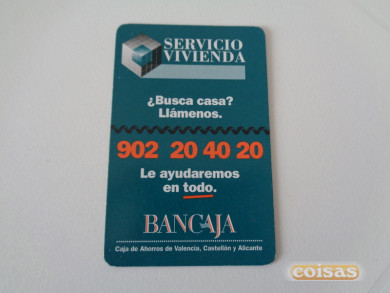 SERVICIO
VIVIENDA
¿Busca casa?
Llámenos.
902 20 40 20
Le ayudaremos
en todo.
BANCAJA
Caja de Ahorros de Valencia, Castellón y Alicante
coisas